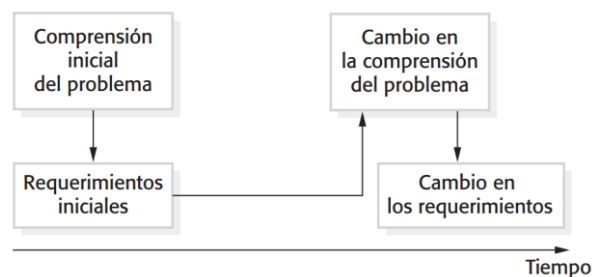 Comprensión
inicial
del problema
Requerimientos
iniciales
Cambio en
la comprensión
del problema
Cambio en
los requerimientos
Tiempo